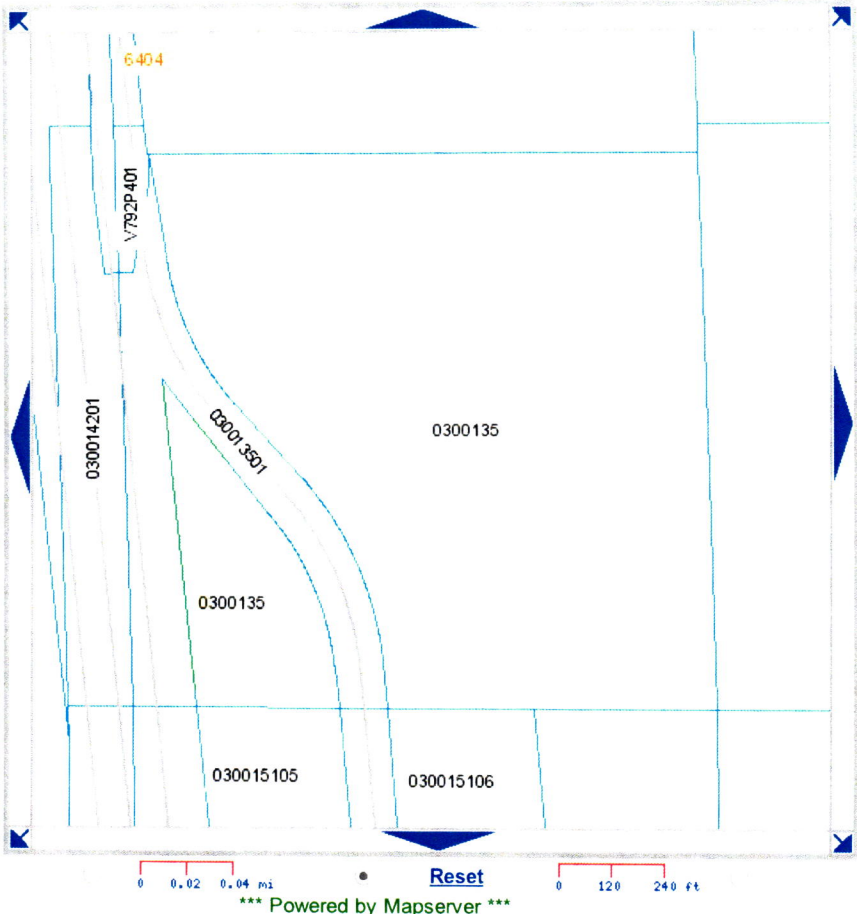 6404
V792P401
030014201
030013501
0300135
0300135
030015105
030015106
0 0.02 0.04 mi
Reset
0 120 240 ft
*** Powered by Mapserver ***